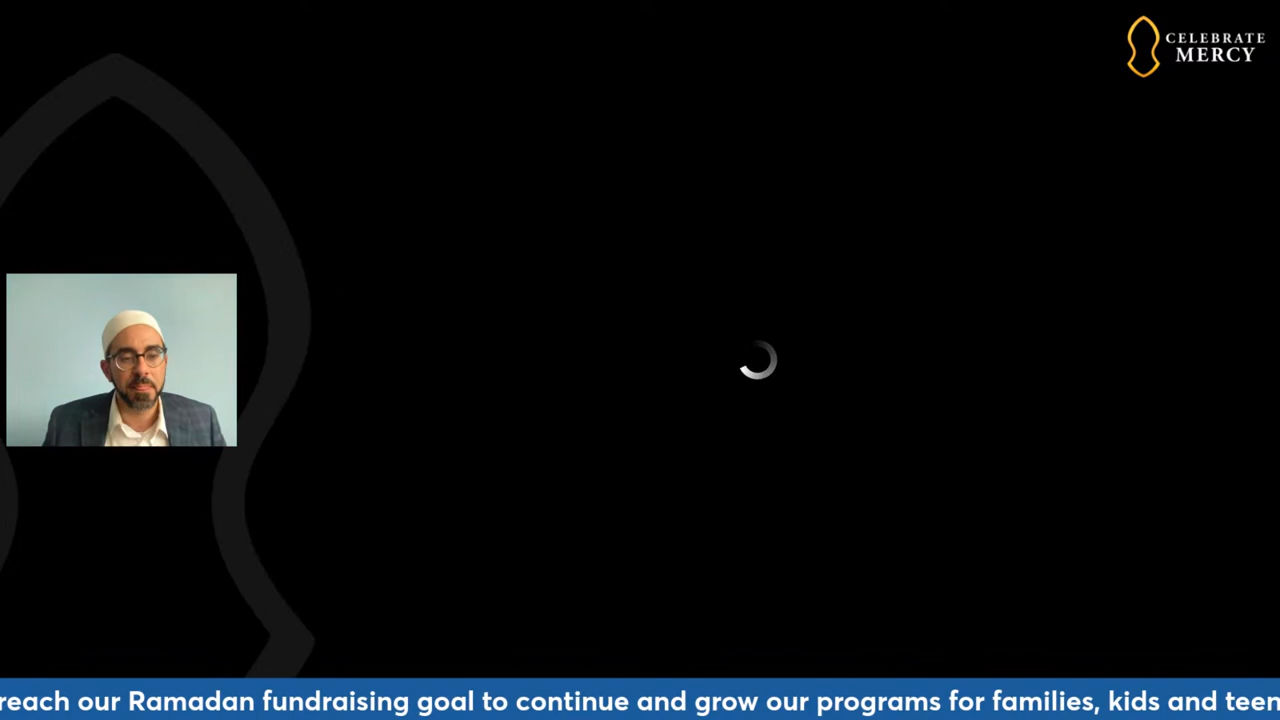 CELEBRATE
MERCY
reach our Ramadan fundraising goal to continue and grow our programs for families, kids and teen